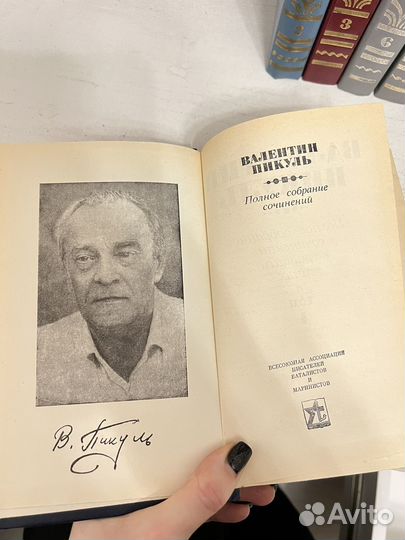 3
6
ВАЛЕНТИН
ПИКУЛЬ
Полное собрание
сочинений
ВСЕСОЮЗНАЯ АССОЦИАЦИЯ
ПИСАТЕЛЕЙ
БАТАЛИСТОВ
И
МАРИНИСТОВ
В. Пикуль
Avito